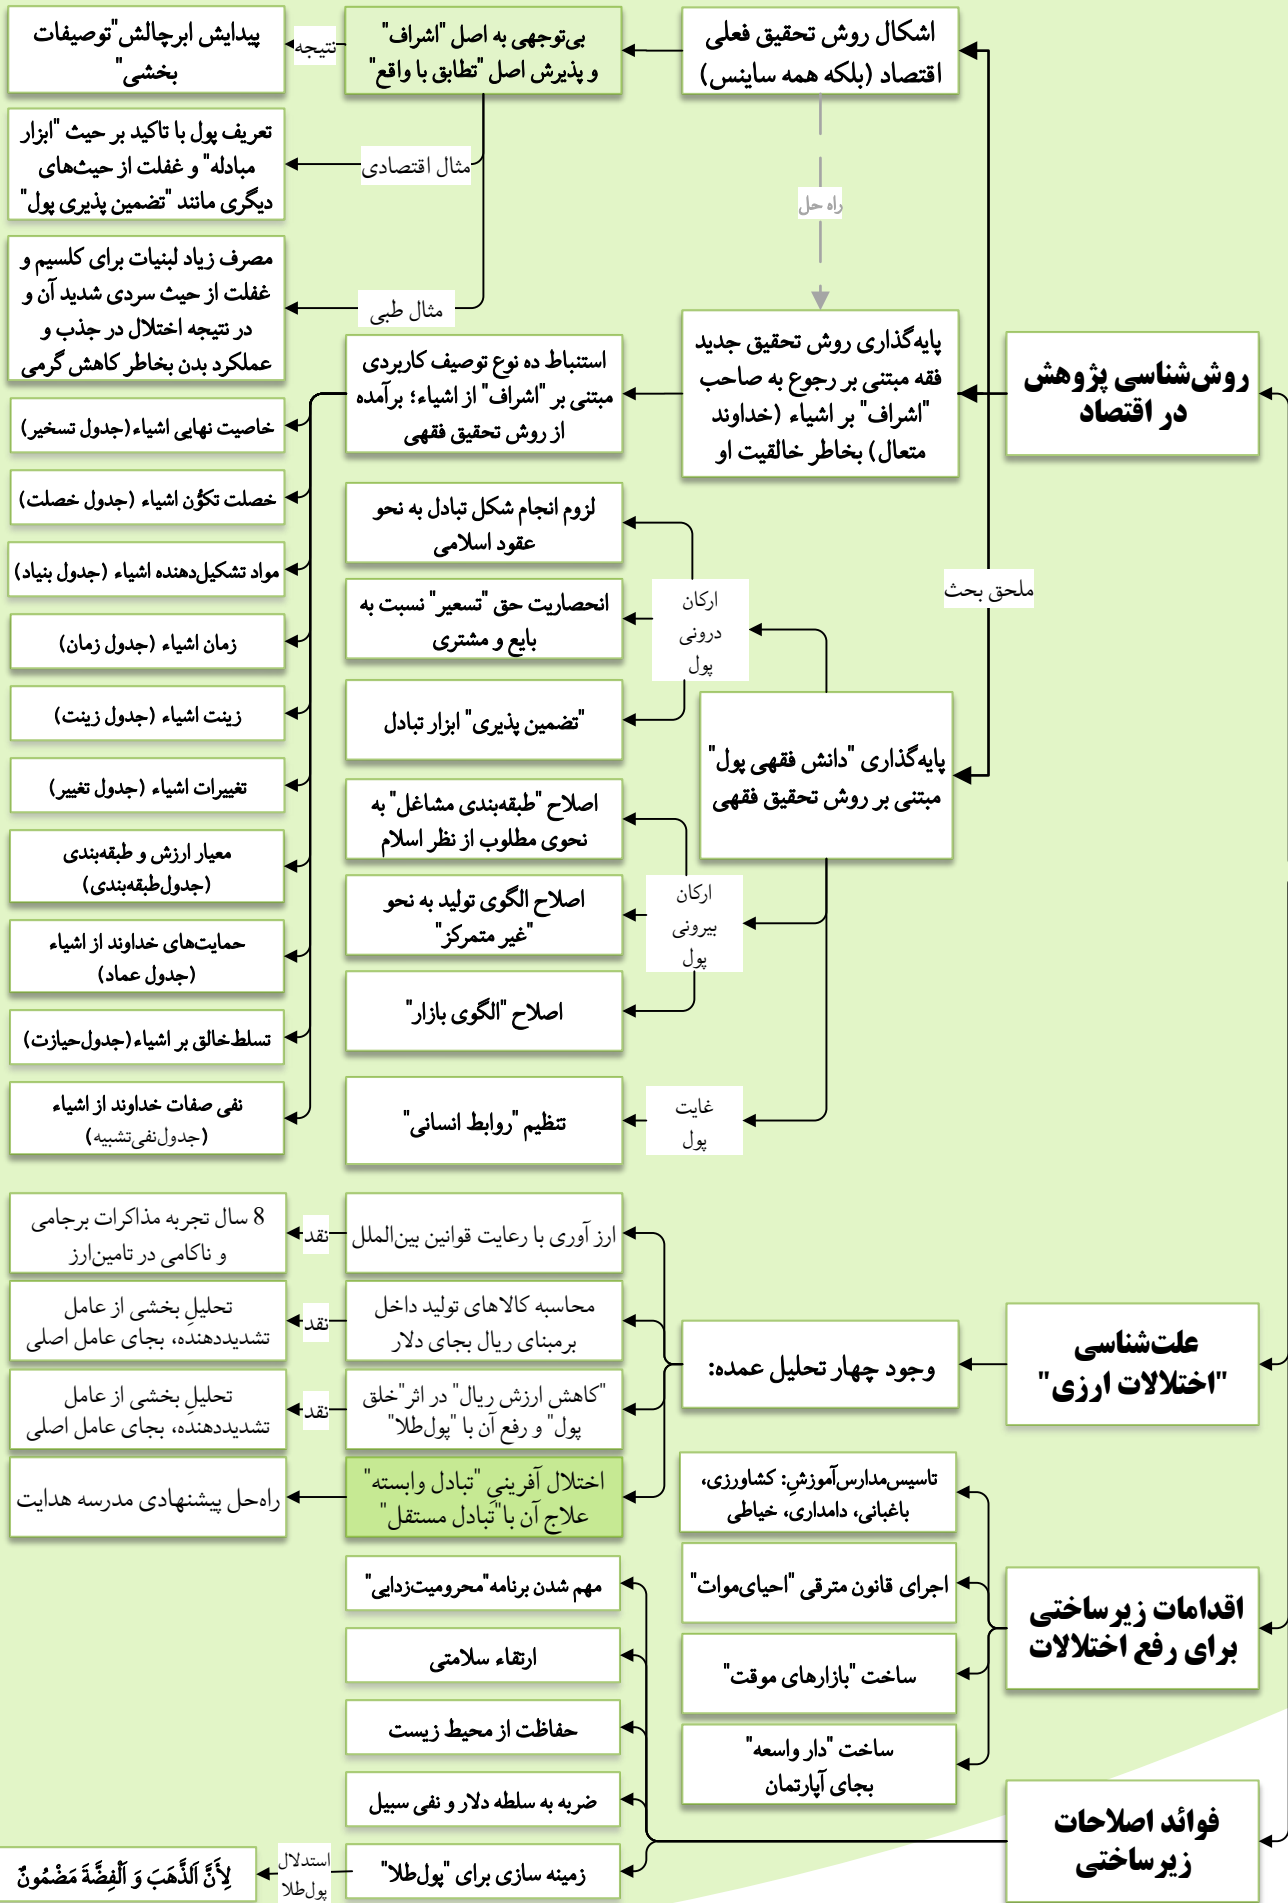 روش‌شناسی پژوهش
در اقتصاد
اشکال روش تحقیق فعلی
اقتصاد (بلکه همه ساینس)
بی‌توجهی به اصل "اشراف"
و پذیرش اصل "تطابق با واقع"
نتیجه
پیدایش ابرچالش"توصیفات
بخشی"
مثال اقتصادی
تعریف پول با تاکید بر حیث "ابزار
مبادله" و غفلت از حیث‌های
دیگری مانند "تضمین پذیری پول"
مثال طبی
مصرف زیاد لبنیات برای کلسیم و
غفلت از حیث سردی شدید آن و
در نتیجه اختلال در جذب و
عملکرد بدن بخاطر کاهش گرمی
راه حل
پایه‌گذاری روش تحقیق جدید
فقه مبتنی بر رجوع به صاحب
"اشراف" بر اشیاء (خداوند
متعال) بخاطر خالقیت او
استنباط ده نوع توصیف کاربردی
مبتنی بر "اشراف" از اشیاء؛ برآمده
از روش تحقیق فقهی
خاصیت نهایی اشیاء(جدول تسخیر)
خصلت تکوُّن اشیاء (جدول خصلت)
مواد تشکیل‌دهنده اشیاء (جدول بنیاد)
زمان اشیاء (جدول زمان)
زینت اشیاء (جدول زینت)
تغییرات اشیاء (جدول تغییر)
معیار ارزش و طبقه‌بندی
(جدول‌طبقه‌بندی)
حمایت‌های خداوند از اشیاء
(جدول عماد)
تسلط‌خالق بر اشیاء(جدول‌حیازت)
نفی صفات خداوند از اشیاء
(جدول‌نفی‌تشبیه)
ملحق بحث
پایه‌گذاری "دانش فقهی پول"
مبتنی بر روش تحقیق فقهی
ارکان
درونی
پول
لزوم انجام شکل تبادل به نحو
عقود اسلامی
انحصاریت حق "تسعیر" نسبت به
بایع و مشتری
"تضمین پذیری" ابزار تبادل
ارکان
بیرونی
پول
اصلاح "طبقه‌بندی مشاغل" به
نحوی مطلوب از نظر اسلام
اصلاح الگوی تولید به نحو
"غیر متمرکز"
اصلاح "الگوی بازار"
غایت
پول
تنظیم "روابط انسانی"
علت‌شناسی
"اختلالات ارزی"
وجود چهار تحلیل عمده:
ارز آوری با رعایت قوانین بین‌الملل
نقد
8 سال تجربه مذاکرات برجامی
و ناکامی در تامین‌ارز
محاسبه کالاهای تولید داخل
برمبنای ریال بجای دلار
نقد
تحلیلِ بخشی از عامل
تشدیددهنده، بجای عامل اصلی
"کاهش ارزش ریال" در اثر"خلق
پول" و رفع آن با "پول‌طلا"
نقد
تحلیلِ بخشی از عامل
تشدیددهنده، بجای عامل اصلی
اختلال آفرینیِ "تبادل وابسته"
علاج آن با"تبادل مستقل"
راه‌حل پیشنهادی مدرسه هدایت
اقدامات زیرساختی
برای رفع اختلالات
تاسیس‌مدارس‌آموزشِ: کشاورزی،
باغبانی، دامداری، خیاطی
اجرای قانون مترقی "احیای‌موات"
ساخت "بازارهای موقت"
ساخت "دار واسعه"
بجای آپارتمان
فوائد اصلاحات
زیرساختی
مهم شدن برنامه"محرومیت‌زدایی"
ارتقاء سلامتی
حفاظت از محیط زیست
ضربه به سلطه دلار و نفی سبیل
زمینه سازی برای "پول‌طلا"
استدلال
پول‌طلا
لِأَنَّ اَلذَّهَبَ وَ اَلْفِضَّةَ مَضْمُونٌ